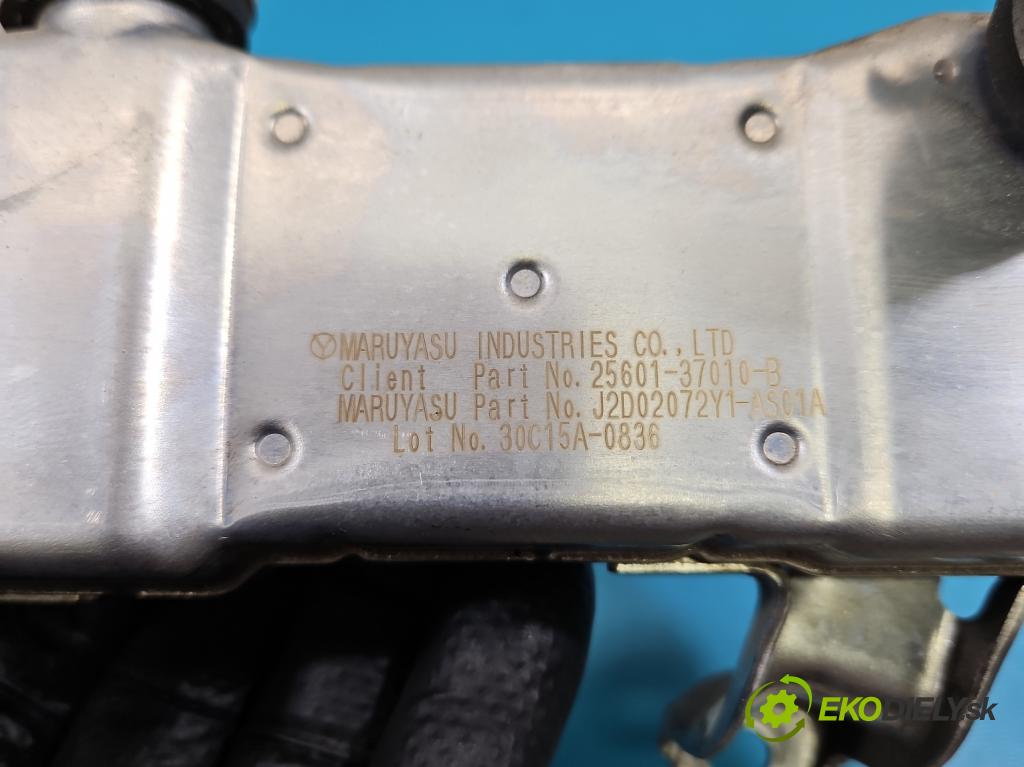 MARUYASU INDUSTRIES CO.,LTD
Client Part No. 25601-37010-B
MARUYASU Part No. J2D02072Y1-AS01A
Lot No. 30C15A-0836
EKODIELY.sk